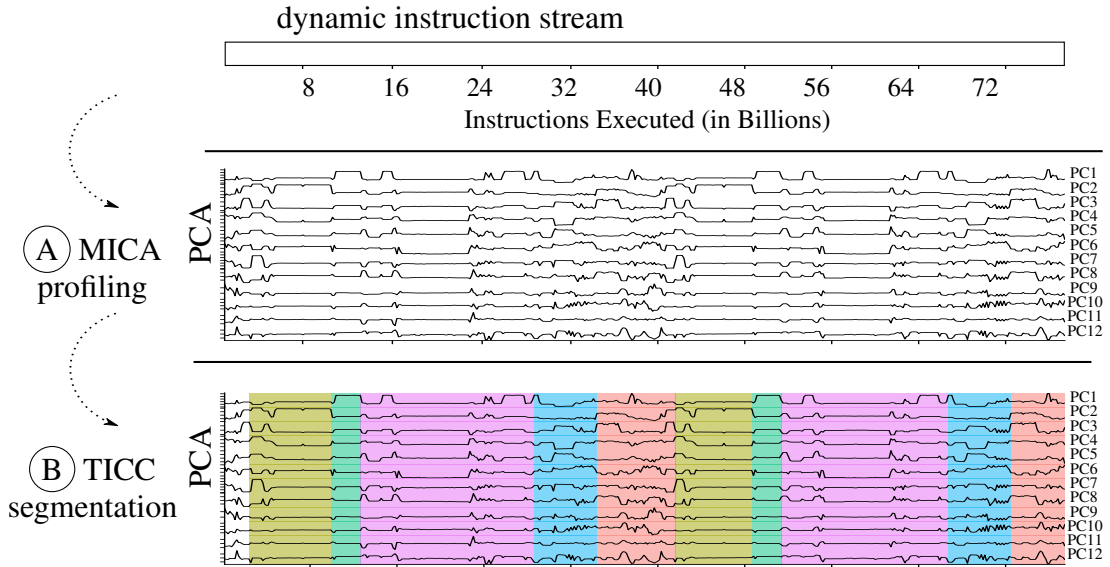 dynamic instruction stream
8 16 24 32 40 48 56 64 72
Instructions Executed (in Billions)
PCA
PC1
PC2
PC3
PC4
PC5
PC6
PC7
PC8
PC9
PC10
PC11
PC12
A MICA
profiling
PCA
PC1
PC2
PC3
PC4
PC5
PC6
PC7
PC8
PC9
PC10
PC11
PC12
B TICC
segmentation